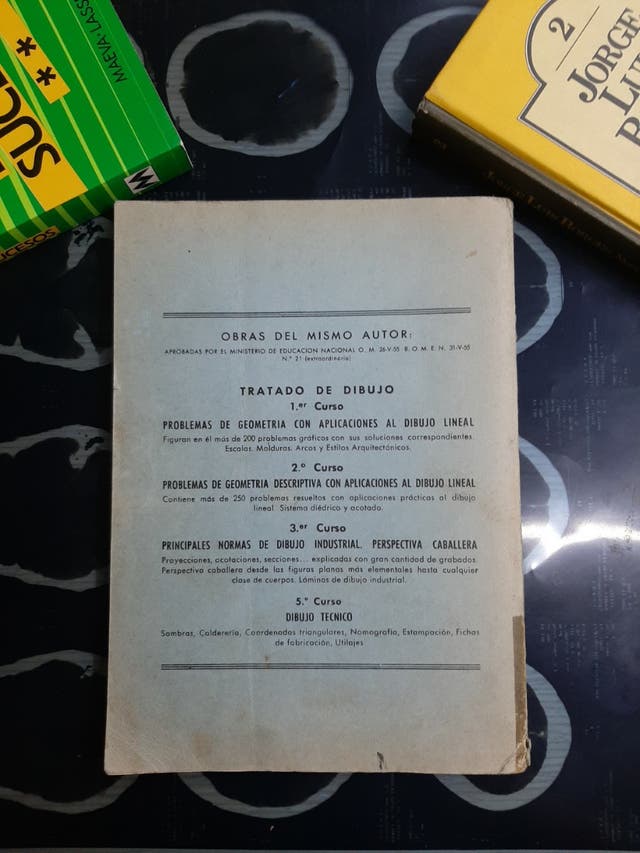 SUCE
MAEVA-LASS
SUCESOS
2
JORGE
LUI
OBRAS DEL MISMO AUTOR:
APROBADAS POR EL MINISTERIO DE EDUCACION NACIONAL O. M. 26-V-55 B. O. M. E. N. 31-V-55
N.º 21 (extraordinario)
TRATADO DE DIBUJO
1.er Curso
PROBLEMAS DE GEOMETRIA CON APLICACIONES AL DIBUJO LINEAL
Figuran en él más de 200 problemas gráficos con sus soluciones correspondientes.
Escalas. Molduras. Arcos y Estilos Arquitectónicos.
2.º Curso
PROBLEMAS DE GEOMETRIA DESCRIPTIVA CON APLICACIONES AL DIBUJO LINEAL
Contiene más de 250 problemas resueltos con aplicaciones prácticas al dibujo
lineal. Sistema diédrico y acotado.
3.er Curso
PRINCIPALES NORMAS DE DIBUJO INDUSTRIAL. PERSPECTIVA CABALLERA
Proyecciones, acotaciones, secciones... explicadas con gran cantidad de grabados.
Perspectiva caballera desde las figuras planas más elementales hasta cualquier
clase de cuerpos. Láminas de dibujo industrial.
5.º Curso
DIBUJO TECNICO
Sombras, Calderería, Coordenadas triangulares, Nomografía, Estampación, Fichas
de fabricación, Utilajes